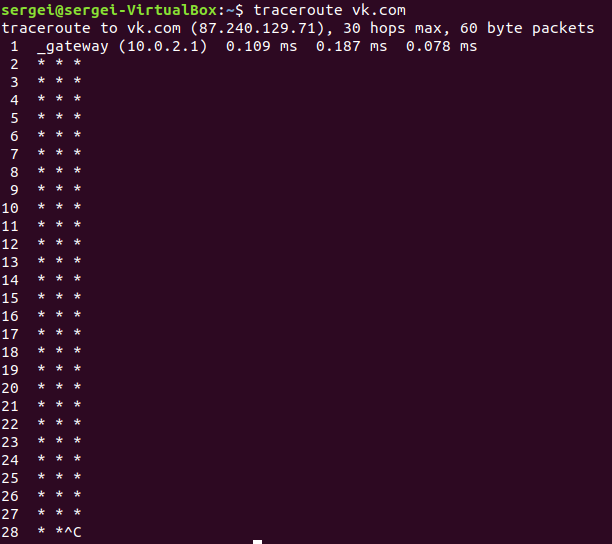 sergei@sergei-VirtualBox:~$ traceroute vk.com
traceroute to vk.com (87.240.129.71), 30 hops max, 60 byte packets
 1  _gateway (10.0.2.1)  0.109 ms  0.187 ms  0.078 ms
 2  * * *
 3  * * *
 4  * * *
 5  * * *
 6  * * *
 7  * * *
 8  * * *
 9  * * *
10  * * *
11  * * *
12  * * *
13  * * *
14  * * *
15  * * *
16  * * *
17  * * *
18  * * *
19  * * *
20  * * *
21  * * *
22  * * *
23  * * *
24  * * *
25  * * *
26  * * *
27  * * *
28  * *^C